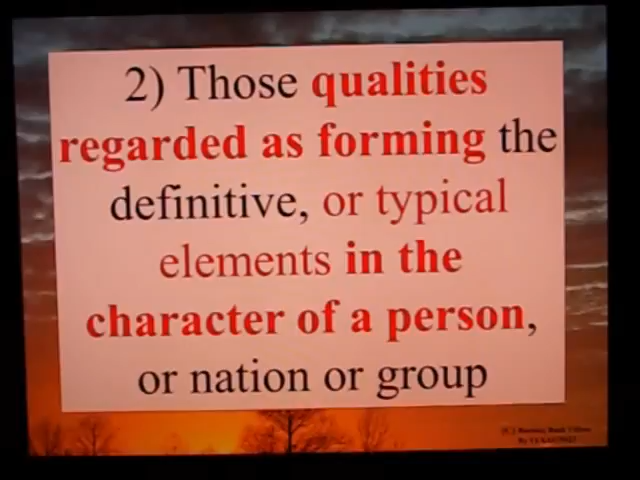 2) Those qualities
regarded as forming the
definitive, or typical
elements in the
character of a person,
or nation or group